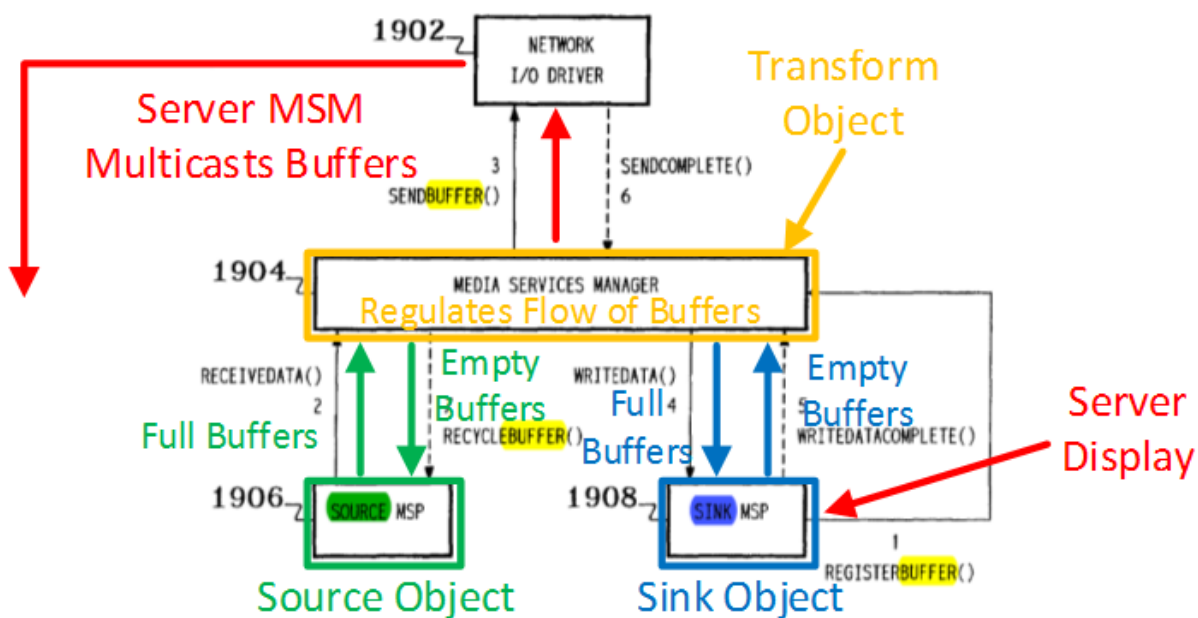 1902
NETWORK
I/O DRIVER
Transform
Object
Server MSM
Multicasts Buffers
3
SENDBUFFER()
SENDCOMPLETE()
6
1904
MEDIA SERVICES MANAGER
Regulates Flow of Buffers
RECEIVEDATA()
2
Full Buffers
Empty
Buffers
RECYCLEBUFFER()
WRITEDATA()
4
Full
Buffers
Empty
Buffers
5
WRITEDATACOMPLETE()
Server
Display
1906
SOURCE MSP
1908
SINK MSP
1
REGISTERBUFFER()
Source Object
Sink Object